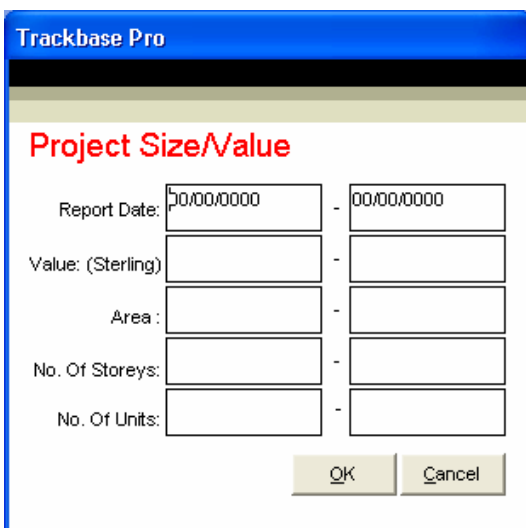 Trackbase Pro
Project Size/Value
Report Date: 00/00/0000 - 00/00/0000
Value: (Sterling) -
Area : -
No. Of Storeys: -
No. Of Units: -
OK Cancel